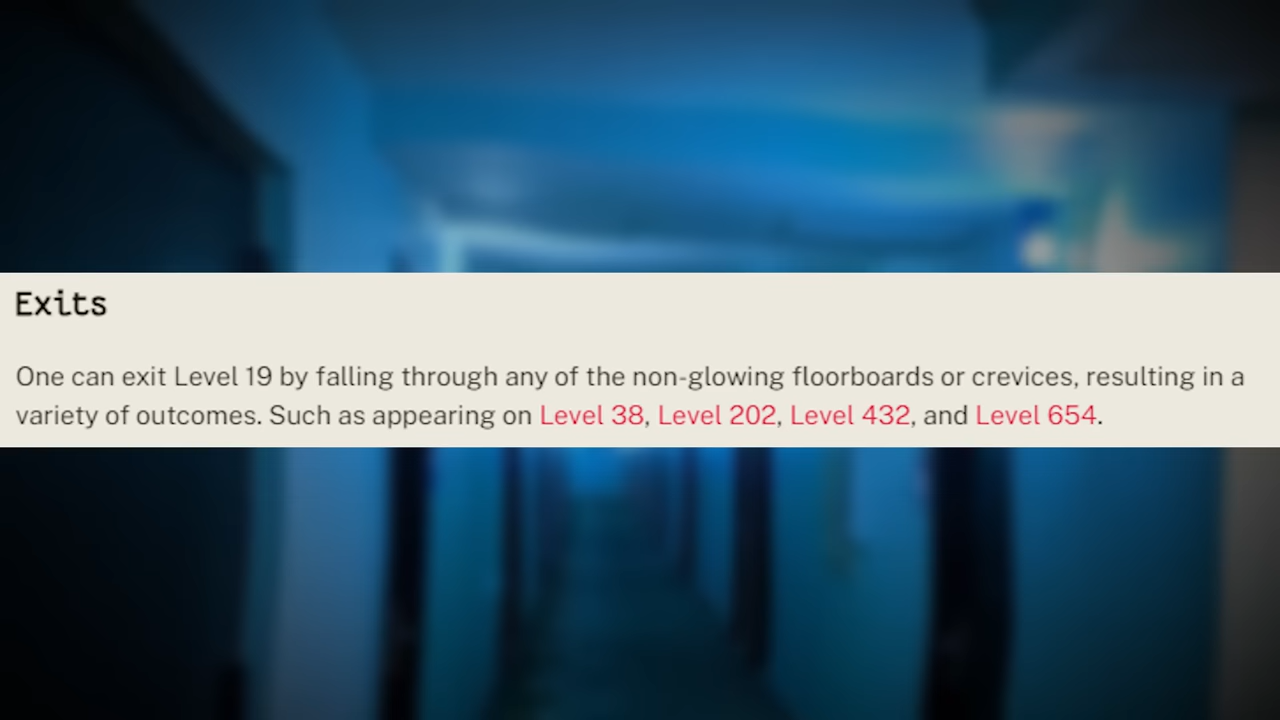 Exits
One can exit Level 19 by falling through any of the non-glowing floorboards or crevices, resulting in a
variety of outcomes. Such as appearing on Level 38, Level 202, Level 432, and Level 654.